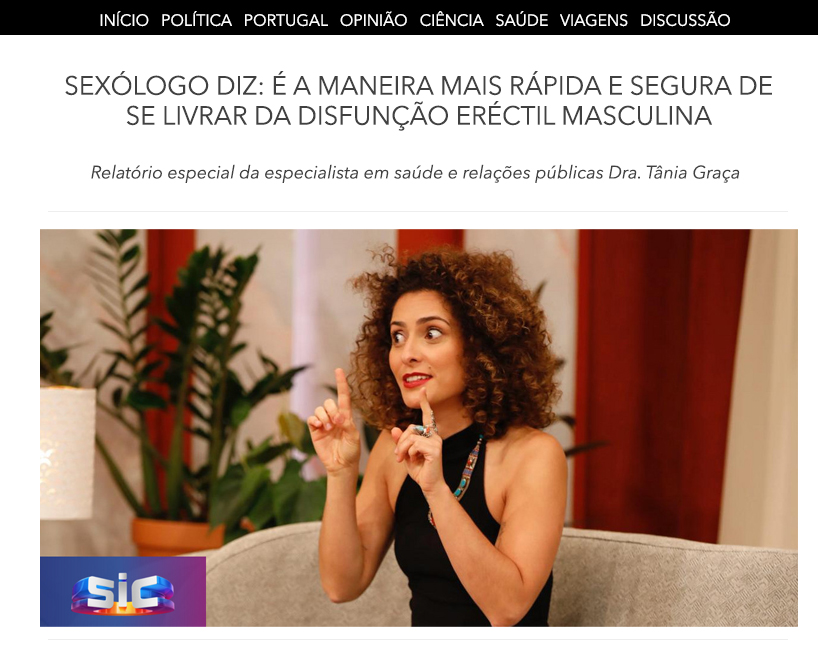 INÍCIO POLÍTICA PORTUGAL OPINIÃO CIÊNCIA SAÚDE VIAGENS DISCUSSÃO
SEXÓLOGO DIZ: É A MANEIRA MAIS RÁPIDA E SEGURA DE
SE LIVRAR DA DISFUNÇÃO ERÉCTIL MASCULINA
Relatório especial da especialista em saúde e relações públicas Dra. Tânia Graça
SIC